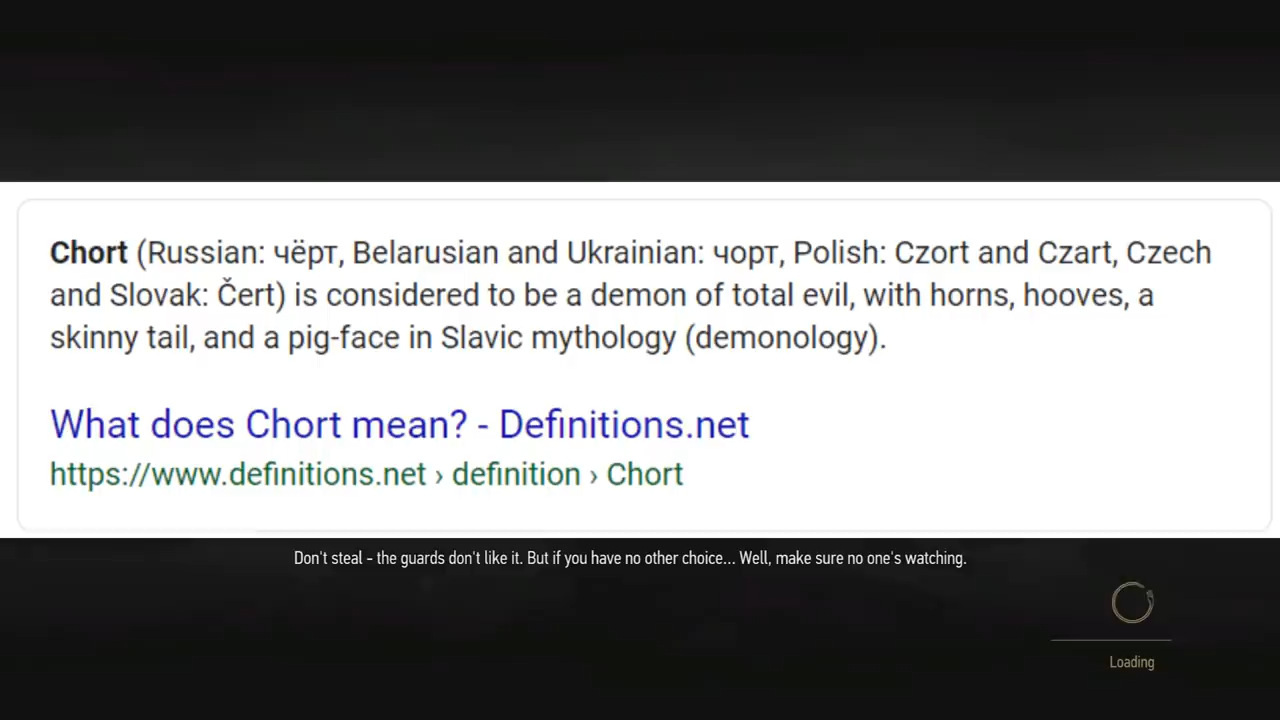 Chort (Russian: чёрт, Belarusian and Ukrainian: чорт, Polish: Czort and Czart, Czech
and Slovak: Čert) is considered to be a demon of total evil, with horns, hooves, a
skinny tail, and a pig-face in Slavic mythology (demonology).
What does Chort mean? - Definitions.net
https://www.definitions.net › definition › Chort
Don't steal - the guards don't like it. But if you have no other choice... Well, make sure no one's watching.
Loading